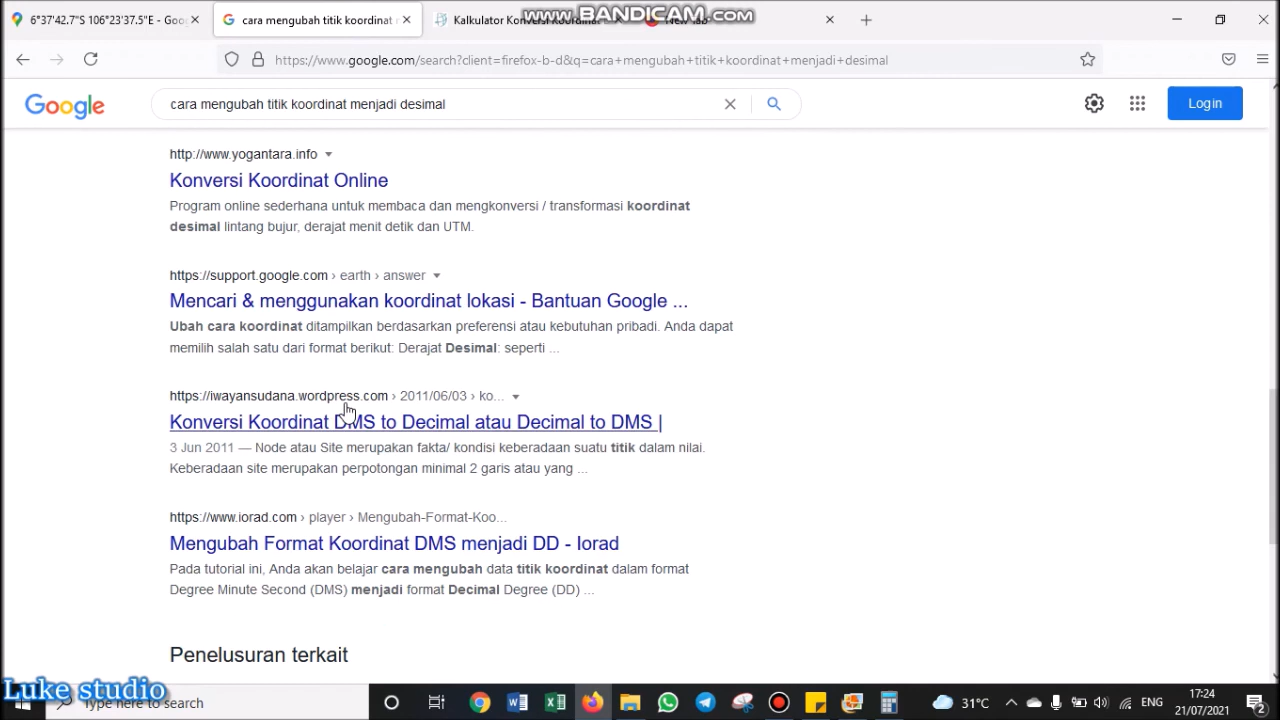 www.BANDICAM.com
6°37'42.7"S 106°23'37.5"E - Goo
cara mengubah titik koordinat m
Kalkulator Konversi Koordinat
New Tab
https://www.google.com/search?client=firefox-b-d&q=cara+mengubah+titik+koordinat+menjadi+desimal
Google
cara mengubah titik koordinat menjadi desimal
Login
http://www.yogantara.info
Konversi Koordinat Online
Program online sederhana untuk membaca dan mengkonversi / transformasi koordinat
desimal lintang bujur, derajat menit detik dan UTM.
https://support.google.com › earth › answer
Mencari & menggunakan koordinat lokasi - Bantuan Google ...
Ubah cara koordinat ditampilkan berdasarkan preferensi atau kebutuhan pribadi. Anda dapat
memilih salah satu dari format berikut: Derajat Desimal: seperti ...
https://iwayansudana.wordpress.com › 2011/06/03 › ko...
Konversi Koordinat DMS to Decimal atau Decimal to DMS |
3 Jun 2011 — Node atau Site merupakan fakta/ kondisi keberadaan suatu titik dalam nilai.
Keberadaan site merupakan perpotongan minimal 2 garis atau yang ...
https://www.iorad.com › player › Mengubah-Format-Koo...
Mengubah Format Koordinat DMS menjadi DD - Iorad
Pada tutorial ini, Anda akan belajar cara mengubah data titik koordinat dalam format
Degree Minute Second (DMS) menjadi format Decimal Degree (DD) ...
Penelusuran terkait
Luke studio
Type here to search
31°C
ENG
17:24
21/07/2021
2